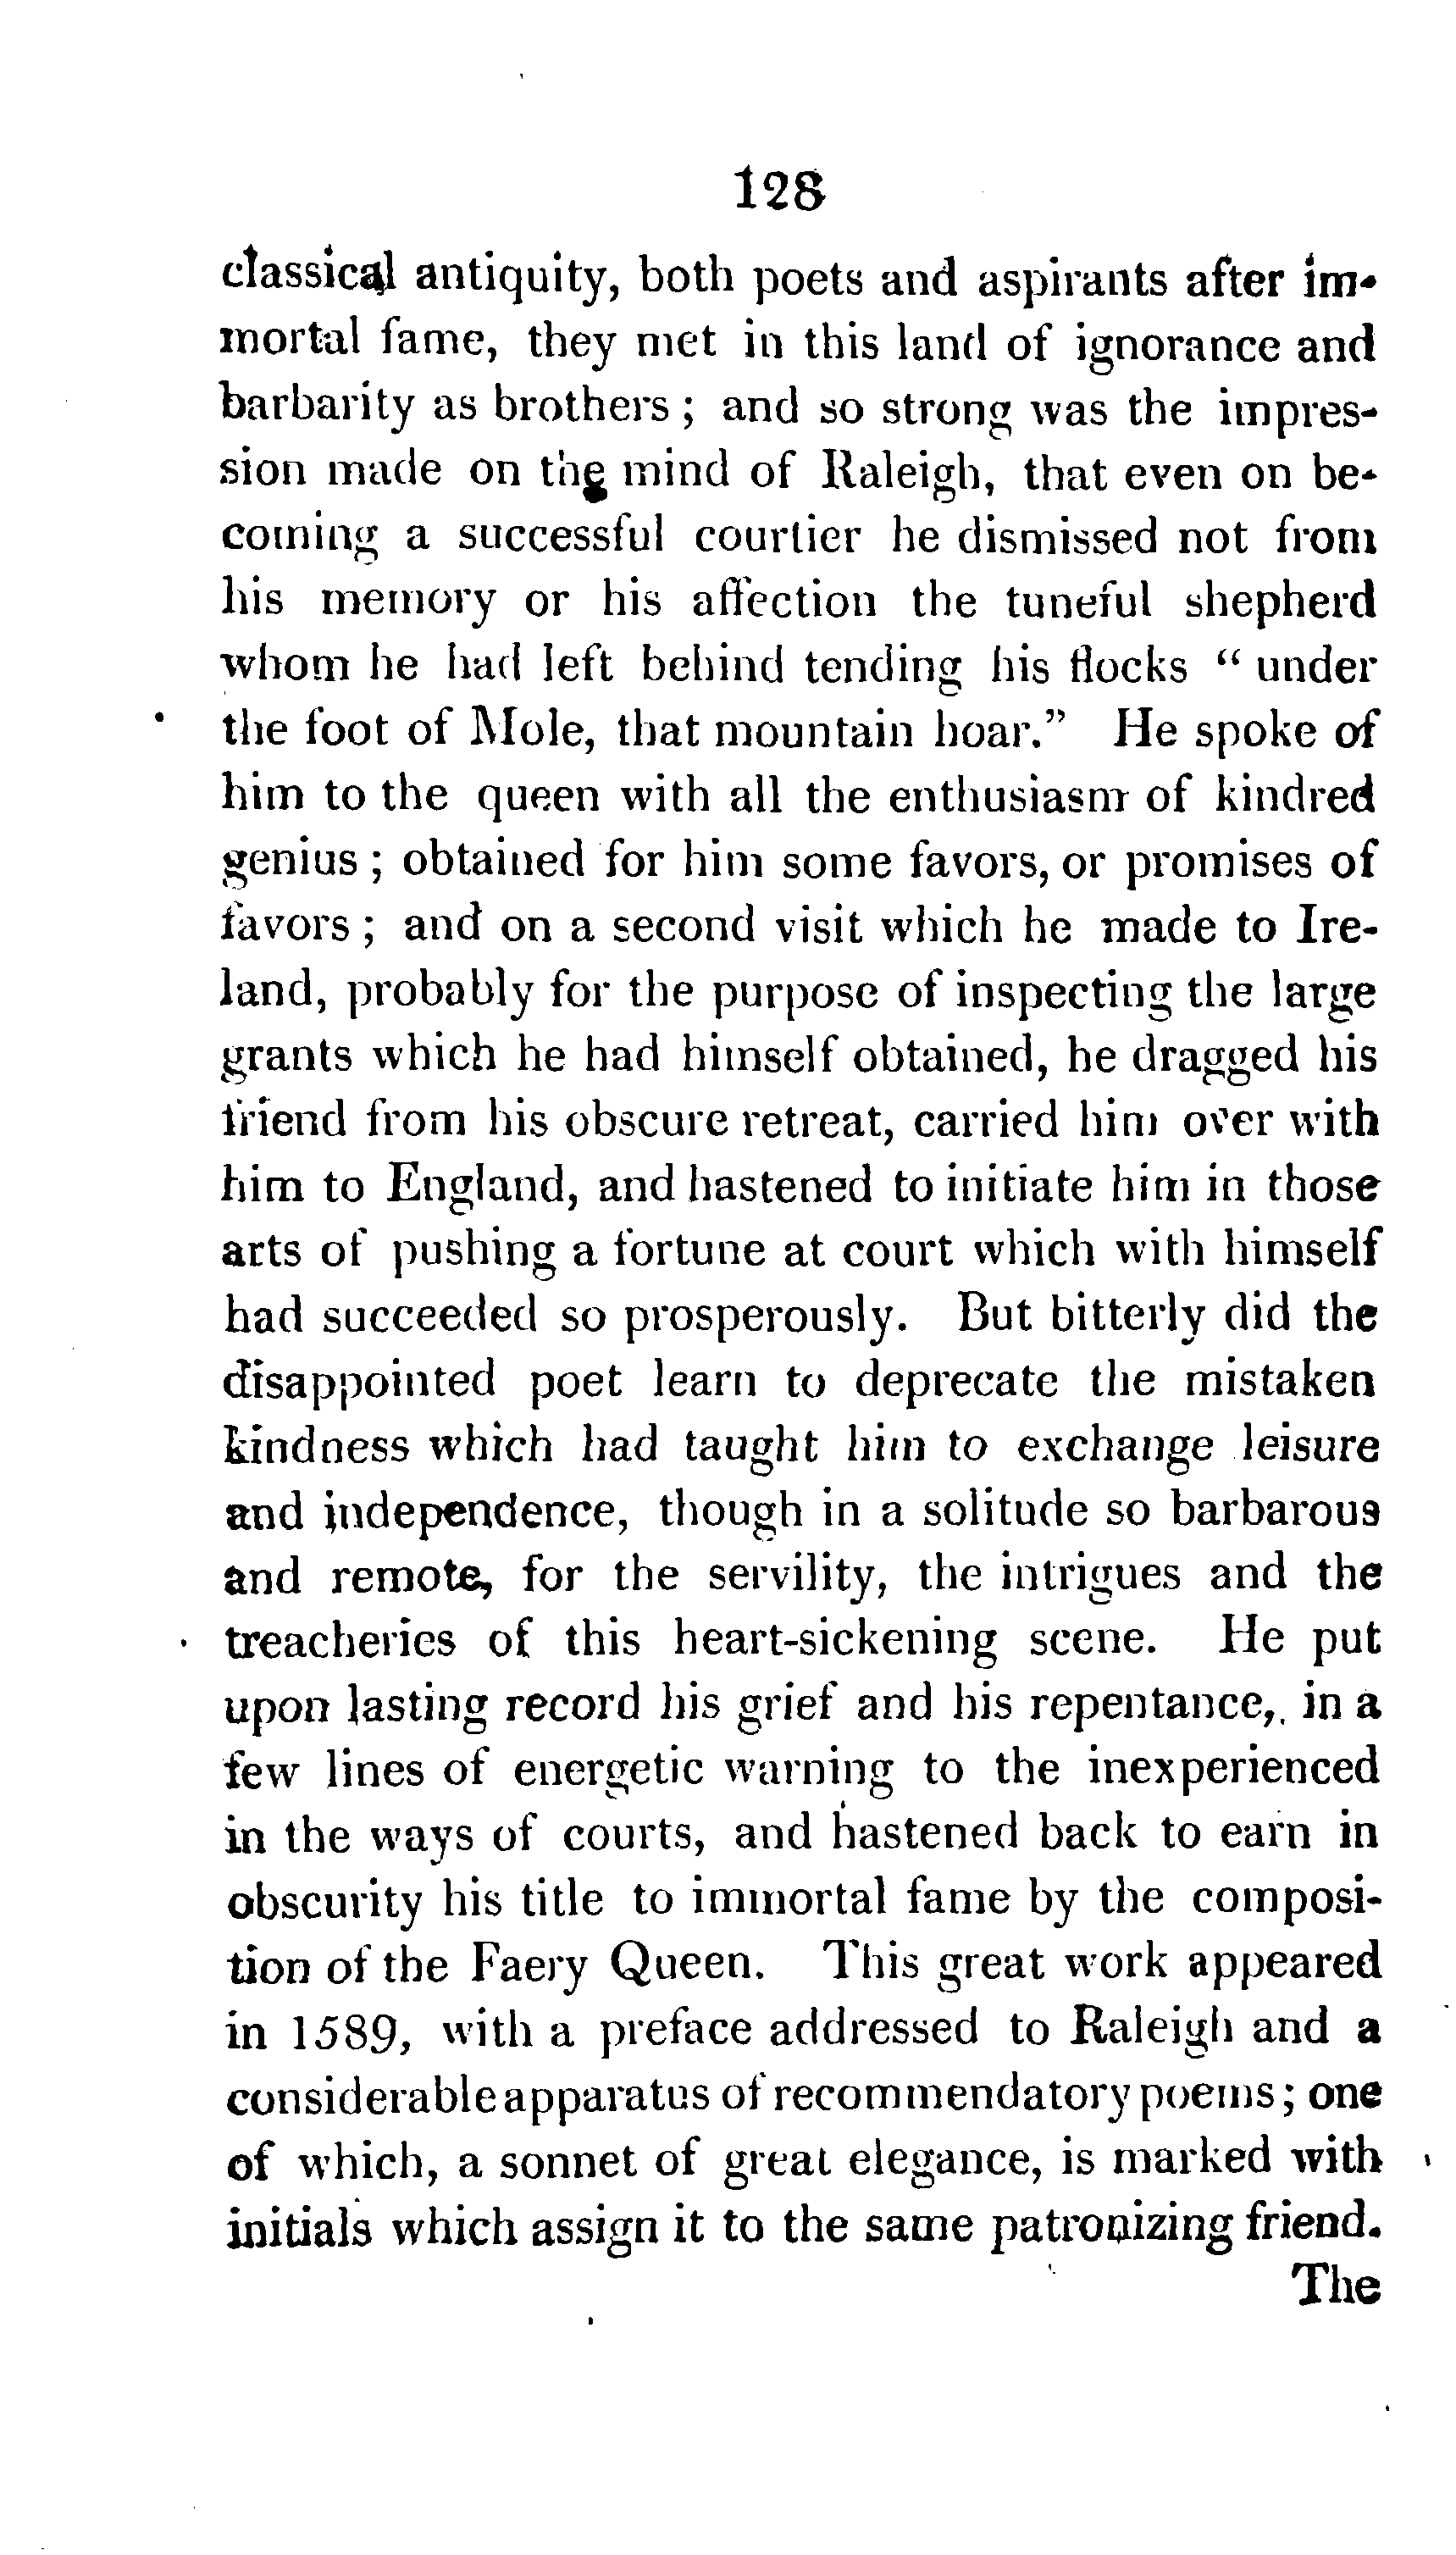 128
classical antiquity, both poets and aspirants after im-
mortal fame, they met in this land of ignorance and
barbarity as brothers ; and so strong was the impres-
sion made on the mind of Raleigh, that even on be-
coming a successful courtier he dismissed not from
his memory or his affection the tuneful shepherd
whom he had left behind tending his flocks “ under
the foot of Mole, that mountain hoar.” He spoke of
him to the queen with all the enthusiasm of kindred
genius ; obtained for him some favors, or promises of
favors ; and on a second visit which he made to Ire-
land, probably for the purpose of inspecting the large
grants which he had himself obtained, he dragged his
friend from his obscure retreat, carried him over with
him to England, and hastened to initiate him in those
arts of pushing a fortune at court which with himself
had succeeded so prosperously. But bitterly did the
disappointed poet learn to deprecate the mistaken
kindness which had taught him to exchange leisure
and independence, though in a solitude so barbarous
and remote, for the servility, the intrigues and the
treacheries of this heart-sickening scene. He put
upon lasting record his grief and his repentance, in a
few lines of energetic warning to the inexperienced
in the ways of courts, and hastened back to earn in
obscurity his title to immortal fame by the composi-
tion of the Faery Queen. This great work appeared
in 1589, with a preface addressed to Raleigh and a
considerable apparatus of recommendatory poems ; one
of which, a sonnet of great elegance, is marked with
initials which assign it to the same patronizing friend.
The